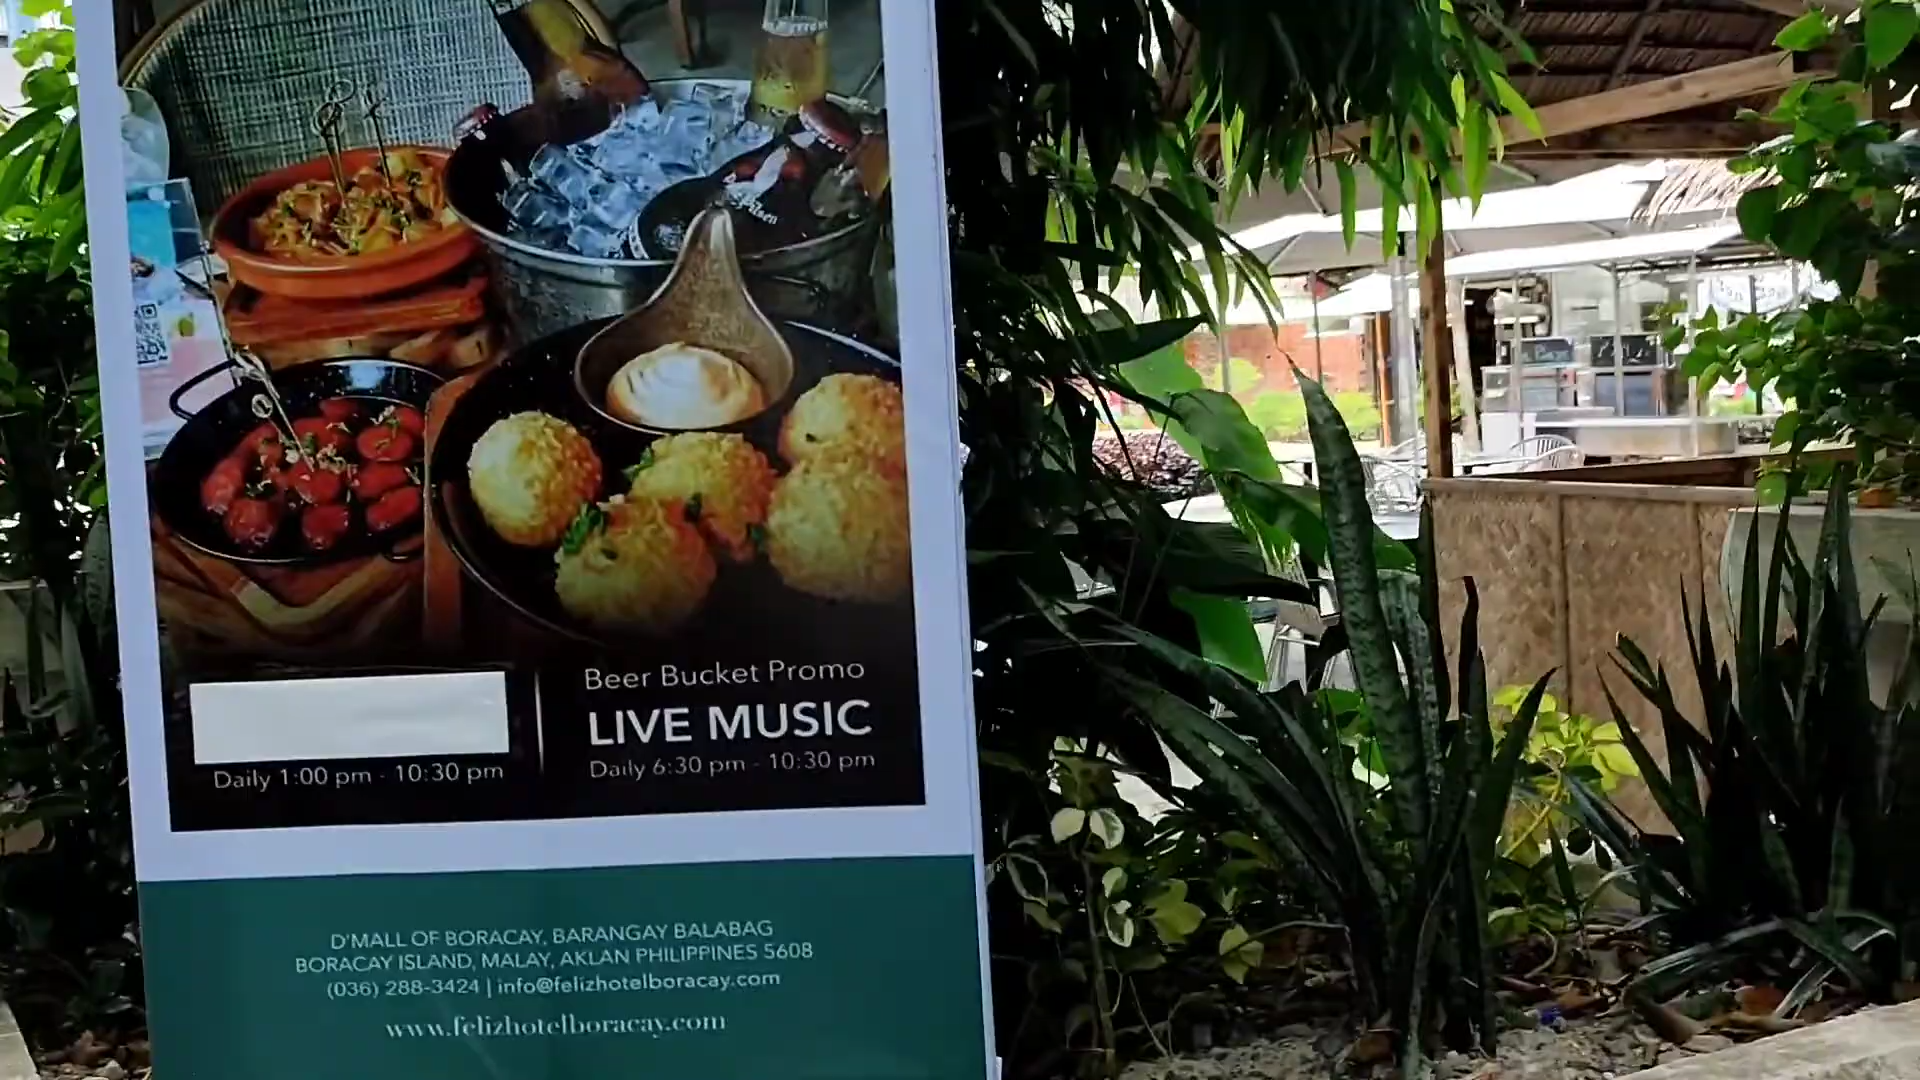 Beer Bucket Promo
LIVE MUSIC
Daily 1:00 pm - 10:30 pm
Daily 6:30 pm - 10:30 pm
D'MALL OF BORACAY, BARANGAY BALABAG
BORACAY ISLAND, MALAY, AKLAN PHILIPPINES 5608
(036) 288-3424 | info@felizhotelboracay.com
www.felizhotelboracay.com